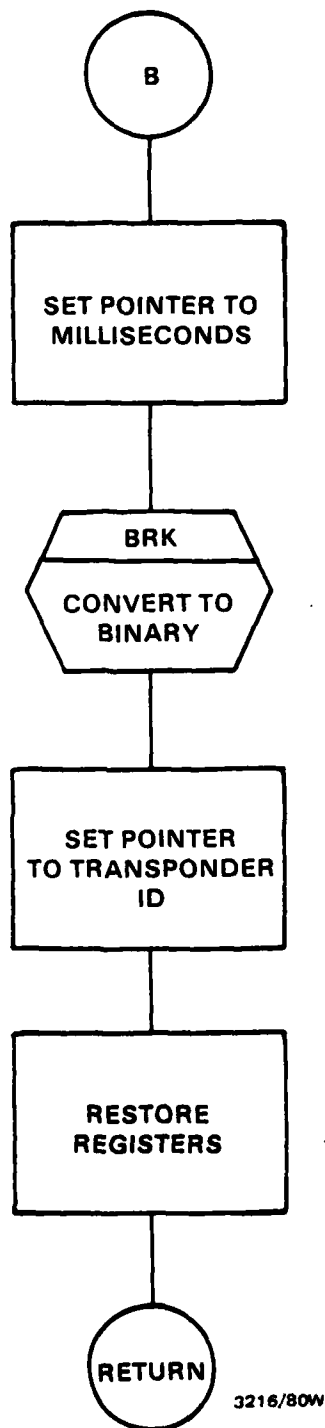 B
SET POINTER TO
MILLISECONDS
BRK
CONVERT TO
BINARY
SET POINTER
TO TRANSPONDER
ID
RESTORE
REGISTERS
RETURN
3216/80W